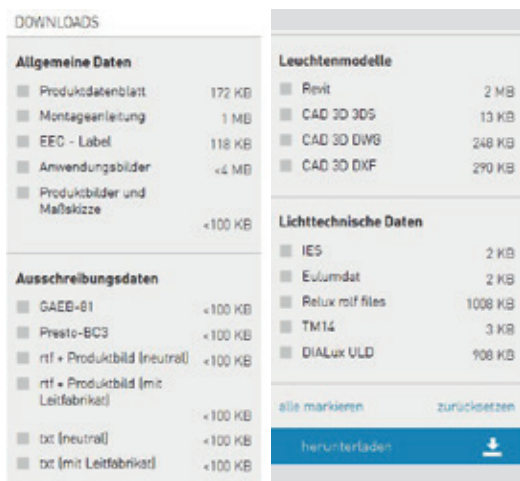 DOWNLOADS
Allgemeine Daten
Produktdatenblatt 172 KB
Montageanleitung 1 MB
EEC - Label 118 KB
Anwendungsbilder <4 MB
Produktbilder und
Maßskizze
<100 KB
Ausschreibungsdaten
GAEB-81 <100 KB
Presto-BC3 <100 KB
rtf + Produktbild (neutral) <100 KB
rtf + Produktbild (mit
Leitfabrikat)
<100 KB
txt (neutral) <100 KB
txt (mit Leitfabrikat) <100 KB
Leuchtenmodelle
Revit 2 MB
CAD 3D 3DS 13 KB
CAD 3D DWG 248 KB
CAD 3D DXF 290 KB
Lichttechnische Daten
IES 2 KB
Eulumdat 2 KB
Relux rolf files 1008 KB
TM14 3 KB
DIALux ULD 908 KB
alle markieren zurücksetzen
herunterladen